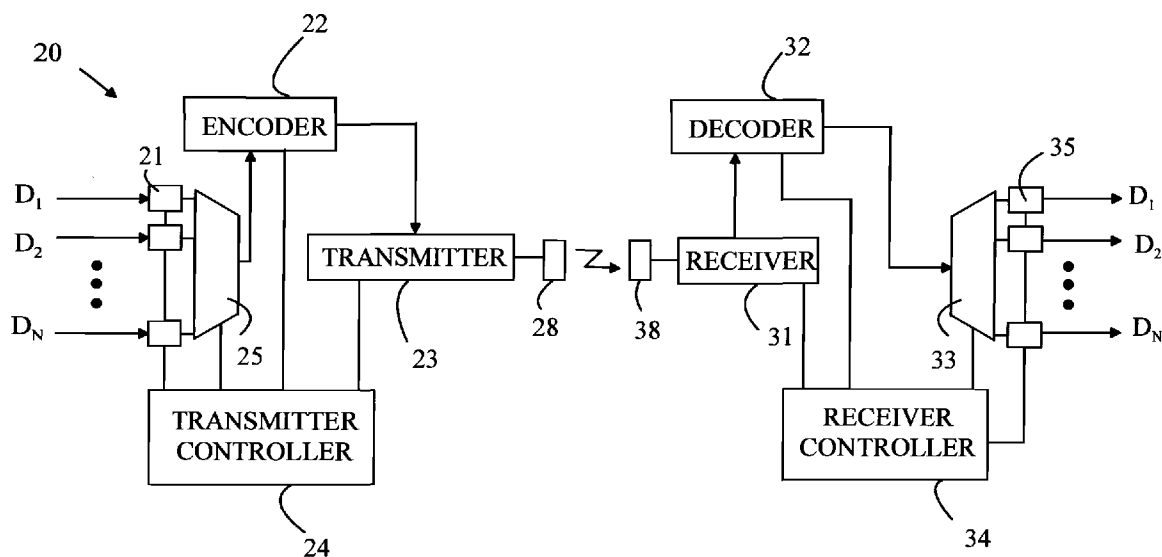 20
22
32
ENCODER
DECODER
21
35
D1
D2
DN
TRANSMITTER
RECEIVER
D1
D2
DN
25
23
28
38
31
33
TRANSMITTER
CONTROLLER
RECEIVER
CONTROLLER
24
34